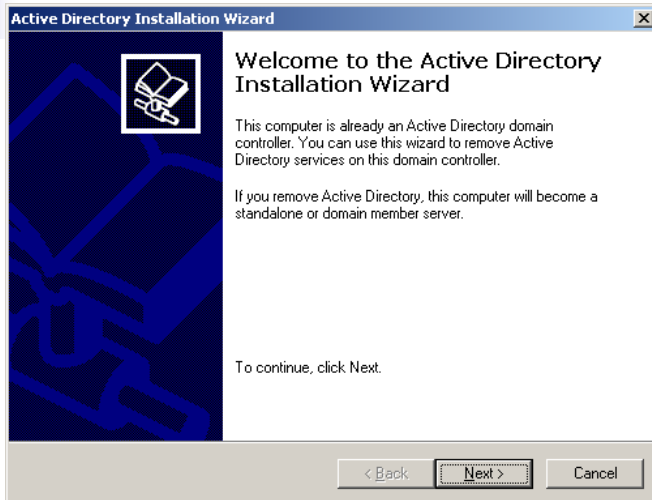 Active Directory Installation Wizard
Welcome to the Active Directory
Installation Wizard
This computer is already an Active Directory domain
controller. You can use this wizard to remove Active
Directory services on this domain controller.
If you remove Active Directory, this computer will become a
standalone or domain member server.
To continue, click Next.
< Back
Next >
Cancel